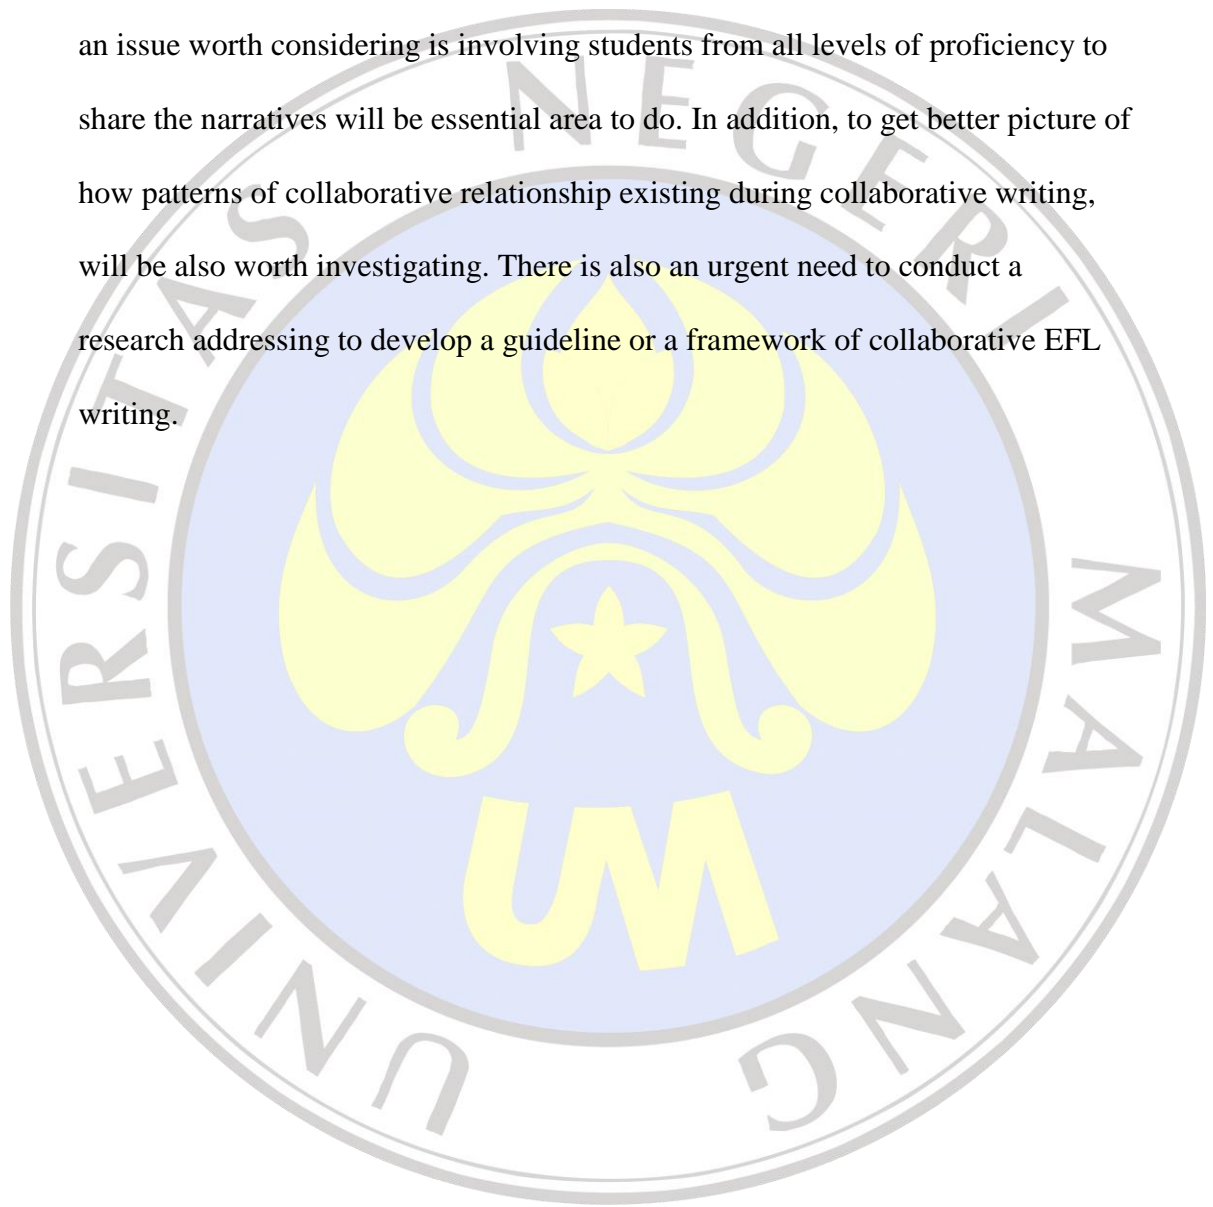 an issue worth considering is involving students from all levels of proficiency to
share the narratives will be essential area to do. In addition, to get better picture of
how patterns of collaborative relationship existing during collaborative writing,
will be also worth investigating. There is also an urgent need to conduct a
research addressing to develop a guideline or a framework of collaborative EFL
writing.
UNIVERSITAS NEGERI MALANG
UM